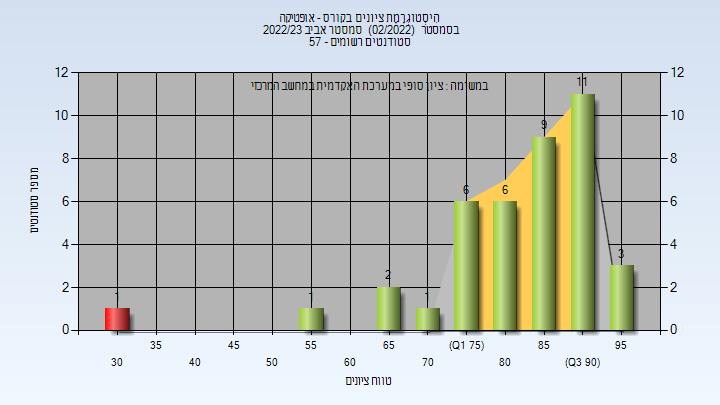 היסטוגרמת ציונים בקורס - אופטיקה
בסמסטר (02/2022) סמסטר אביב 2022/23
סטודנטים רשומים - 57
במשימה : ציון סופי במערכת האקדמית במחשב המרכזי
מספר סטודנטים
12 12
10 10
8 8
6 6
4 4
2 2
0 0
1 1 2 1 6 6 9 11 3
35 45 55 65 (Q1 75) 85 95
30 40 50 60 70 80 (Q3 90)
טווח ציונים